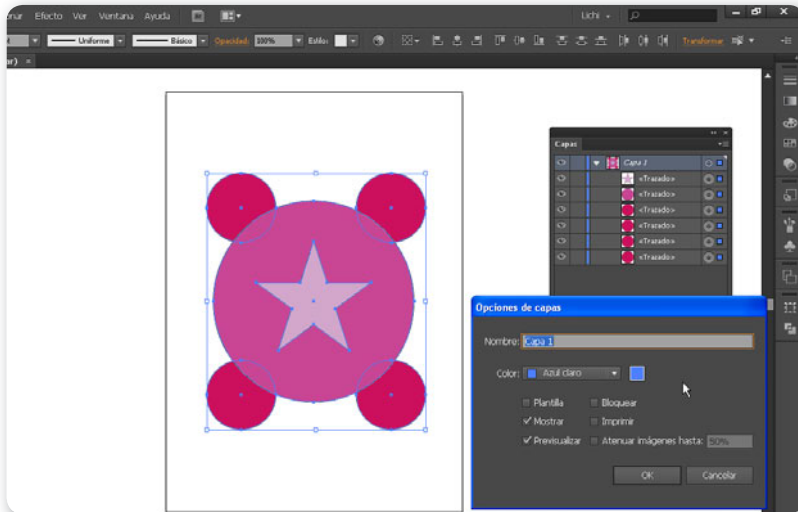 onar Efecto Ver Ventana Ayuda Br Lichi
Uniforme Básico Opacidad: 100% Estilo: Transformar
or) ×
Capas
Capa 1
<Trazado>
<Trazado>
<Trazado>
<Trazado>
<Trazado>
<Trazado>
Opciones de capas
Nombre: Capa 1
Color: Azul claro
Plantilla Bloquear
Mostrar Imprimir
Previsualizar Atenuar imágenes hasta: 50%
OK Cancelar